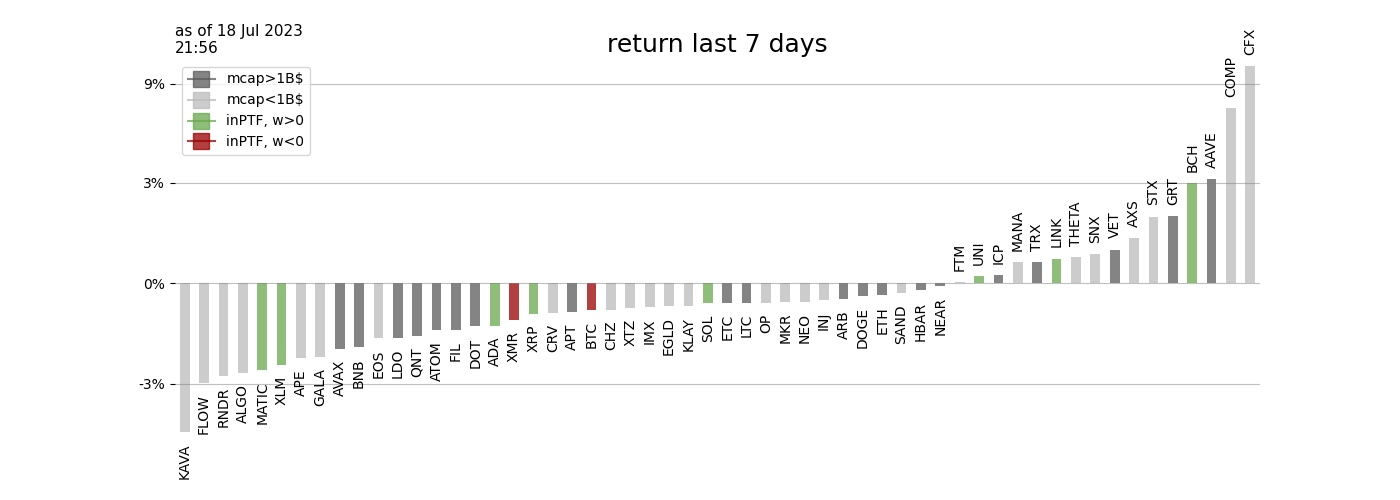 as of 18 Jul 2023
21:56
return last 7 days
mcap>1B$
mcap<1B$
inPTF, w>0
inPTF, w<0
9%
3%
0%
-3%
KAVA
FLOW
RNDR
ALGO
MATIC
XLM
APE
GALA
AVAX
BNB
EOS
LDO
QNT
ATOM
FIL
DOT
ADA
XMR
XRP
CRV
APT
BTC
CHZ
XTZ
IMX
EGLD
KLAY
SOL
ETC
LTC
OP
MKR
NEO
INJ
ARB
DOGE
ETH
SAND
HBAR
NEAR
FTM
UNI
ICP
MANA
TRX
LINK
THETA
SNX
VET
AXS
STX
GRT
BCH
AAVE
COMP
CFX